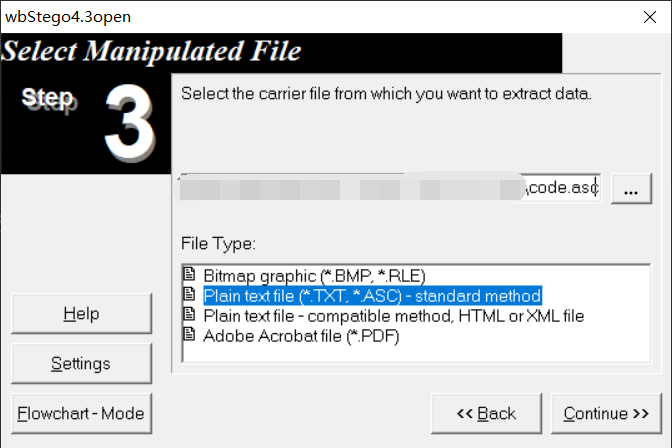 wbStego4.3open
Select Manipulated File
Step 3
Select the carrier file from which you want to extract data.
\code.asc
...
File Type:
Bitmap graphic (*.BMP, *.RLE)
Plain text file (*.TXT, *.ASC) - standard method
Plain text file - compatible method, HTML or XML file
Adobe Acrobat file (*.PDF)
Help
Settings
Flowchart - Mode
<< Back
Continue >>